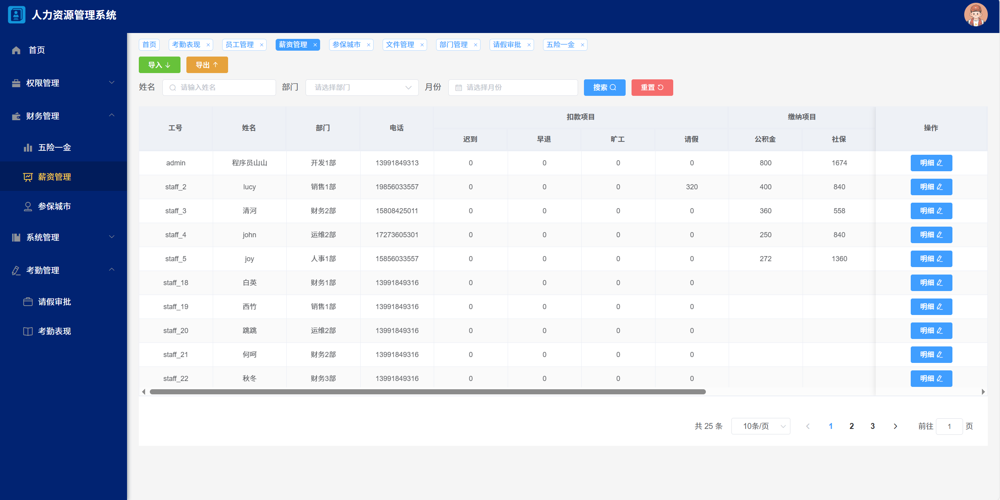 人力资源管理系统
首页
权限管理
财务管理
五险一金
薪资管理
参保城市
系统管理
考勤管理
请假审批
考勤表现
首页 考勤表现 × 员工管理 × 薪资管理 × 参保城市 × 文件管理 × 部门管理 × 请假审批 × 五险一金 ×
导入 ↓ 导出 ↑
姓名 请输入姓名 部门 请选择部门 月份 请选择月份 搜索 重置
工号 姓名 部门 电话 扣款项目 缴纳项目 操作
迟到 早退 旷工 请假 公积金 社保
admin 程序员山山 开发1部 13991849313 0 0 0 0 800 1674 明细
staff_2 lucy 销售1部 19856033557 0 0 0 320 400 840 明细
staff_3 清河 财务2部 15808425011 0 0 0 0 360 558 明细
staff_4 john 运维2部 17273605301 0 0 0 0 250 840 明细
staff_5 joy 人事1部 15856033557 0 0 0 0 272 1360 明细
staff_18 白英 财务1部 13991849316 0 0 0 0 明细
staff_19 西竹 销售1部 13991849316 0 0 0 0 明细
staff_20 跳跳 运维2部 13991849316 0 0 0 0 明细
staff_21 何呵 财务2部 13991849316 0 0 0 0 明细
staff_22 秋冬 财务3部 13991849316 0 0 0 0 明细
共 25 条 10条/页 1 2 3 前往 1 页